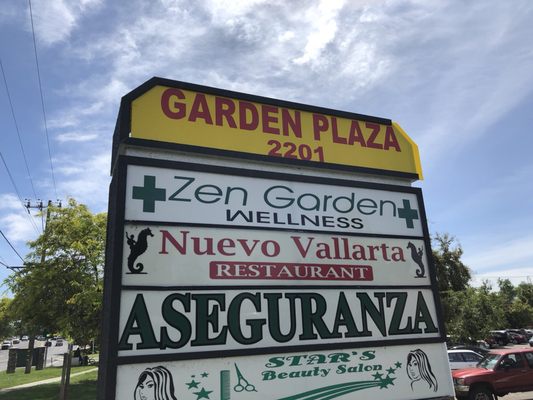 GARDEN PLAZA
2201
Zen Garden
WELLNESS
Nuevo Vallarta
RESTAURANT
ASEGURANZA
STAR'S
Beauty Salon